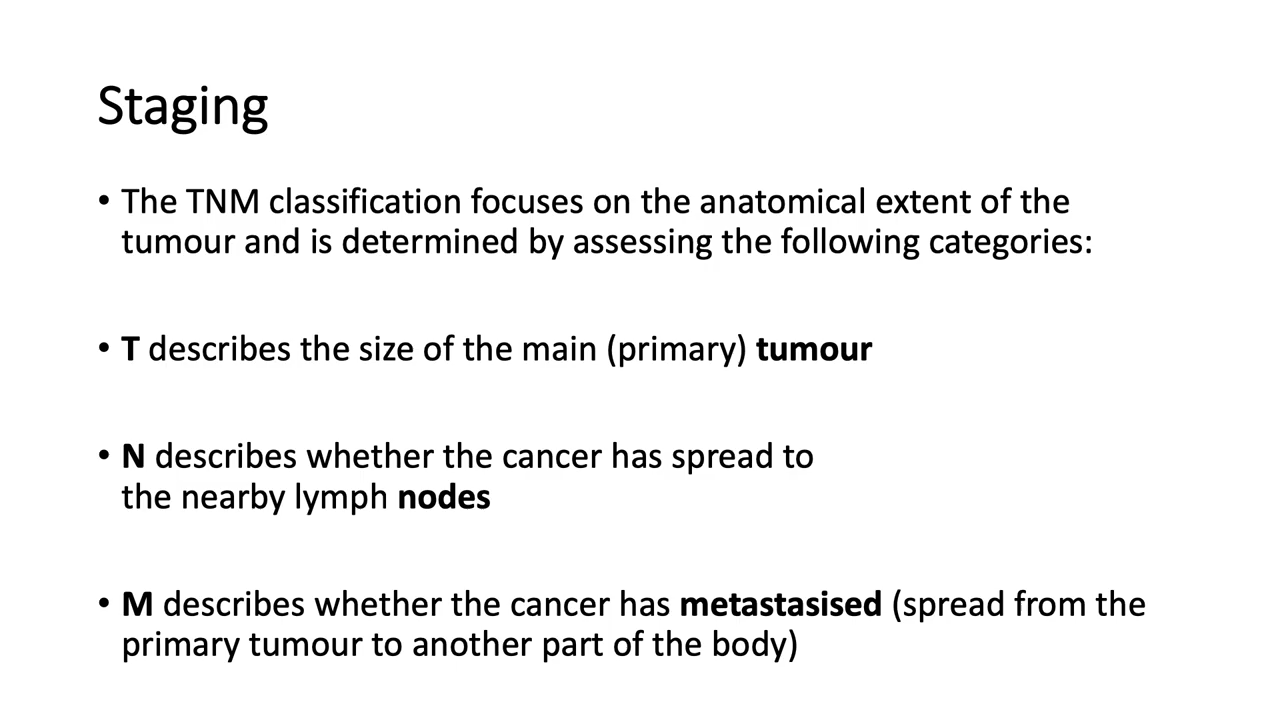 Staging
• The TNM classification focuses on the anatomical extent of the
tumour and is determined by assessing the following categories:
• T describes the size of the main (primary) tumour
• N describes whether the cancer has spread to
the nearby lymph nodes
• M describes whether the cancer has metastasised (spread from the
primary tumour to another part of the body)